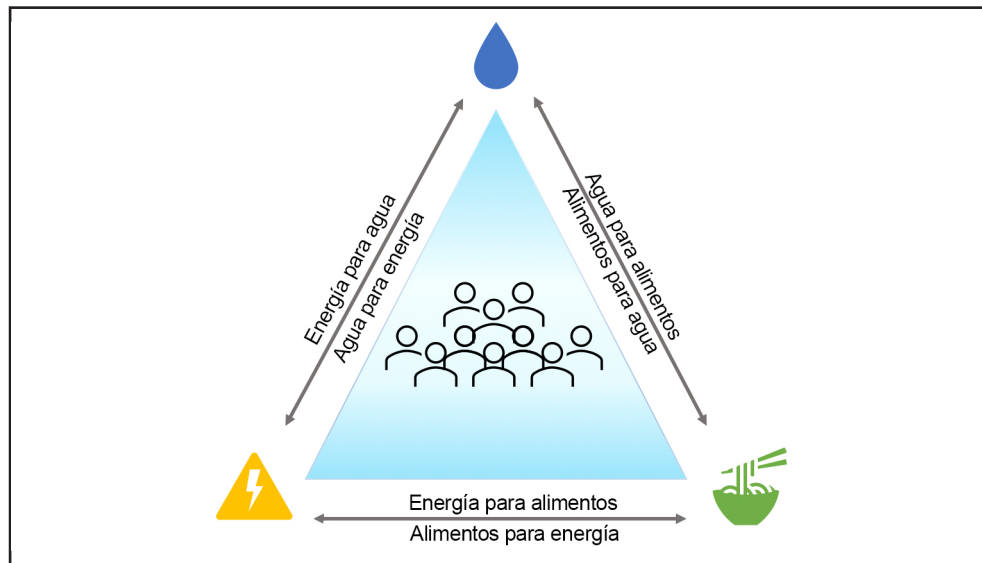 Energía para agua
Agua para energía
Agua para alimentos
Alimentos para agua
Energía para alimentos
Alimentos para energía